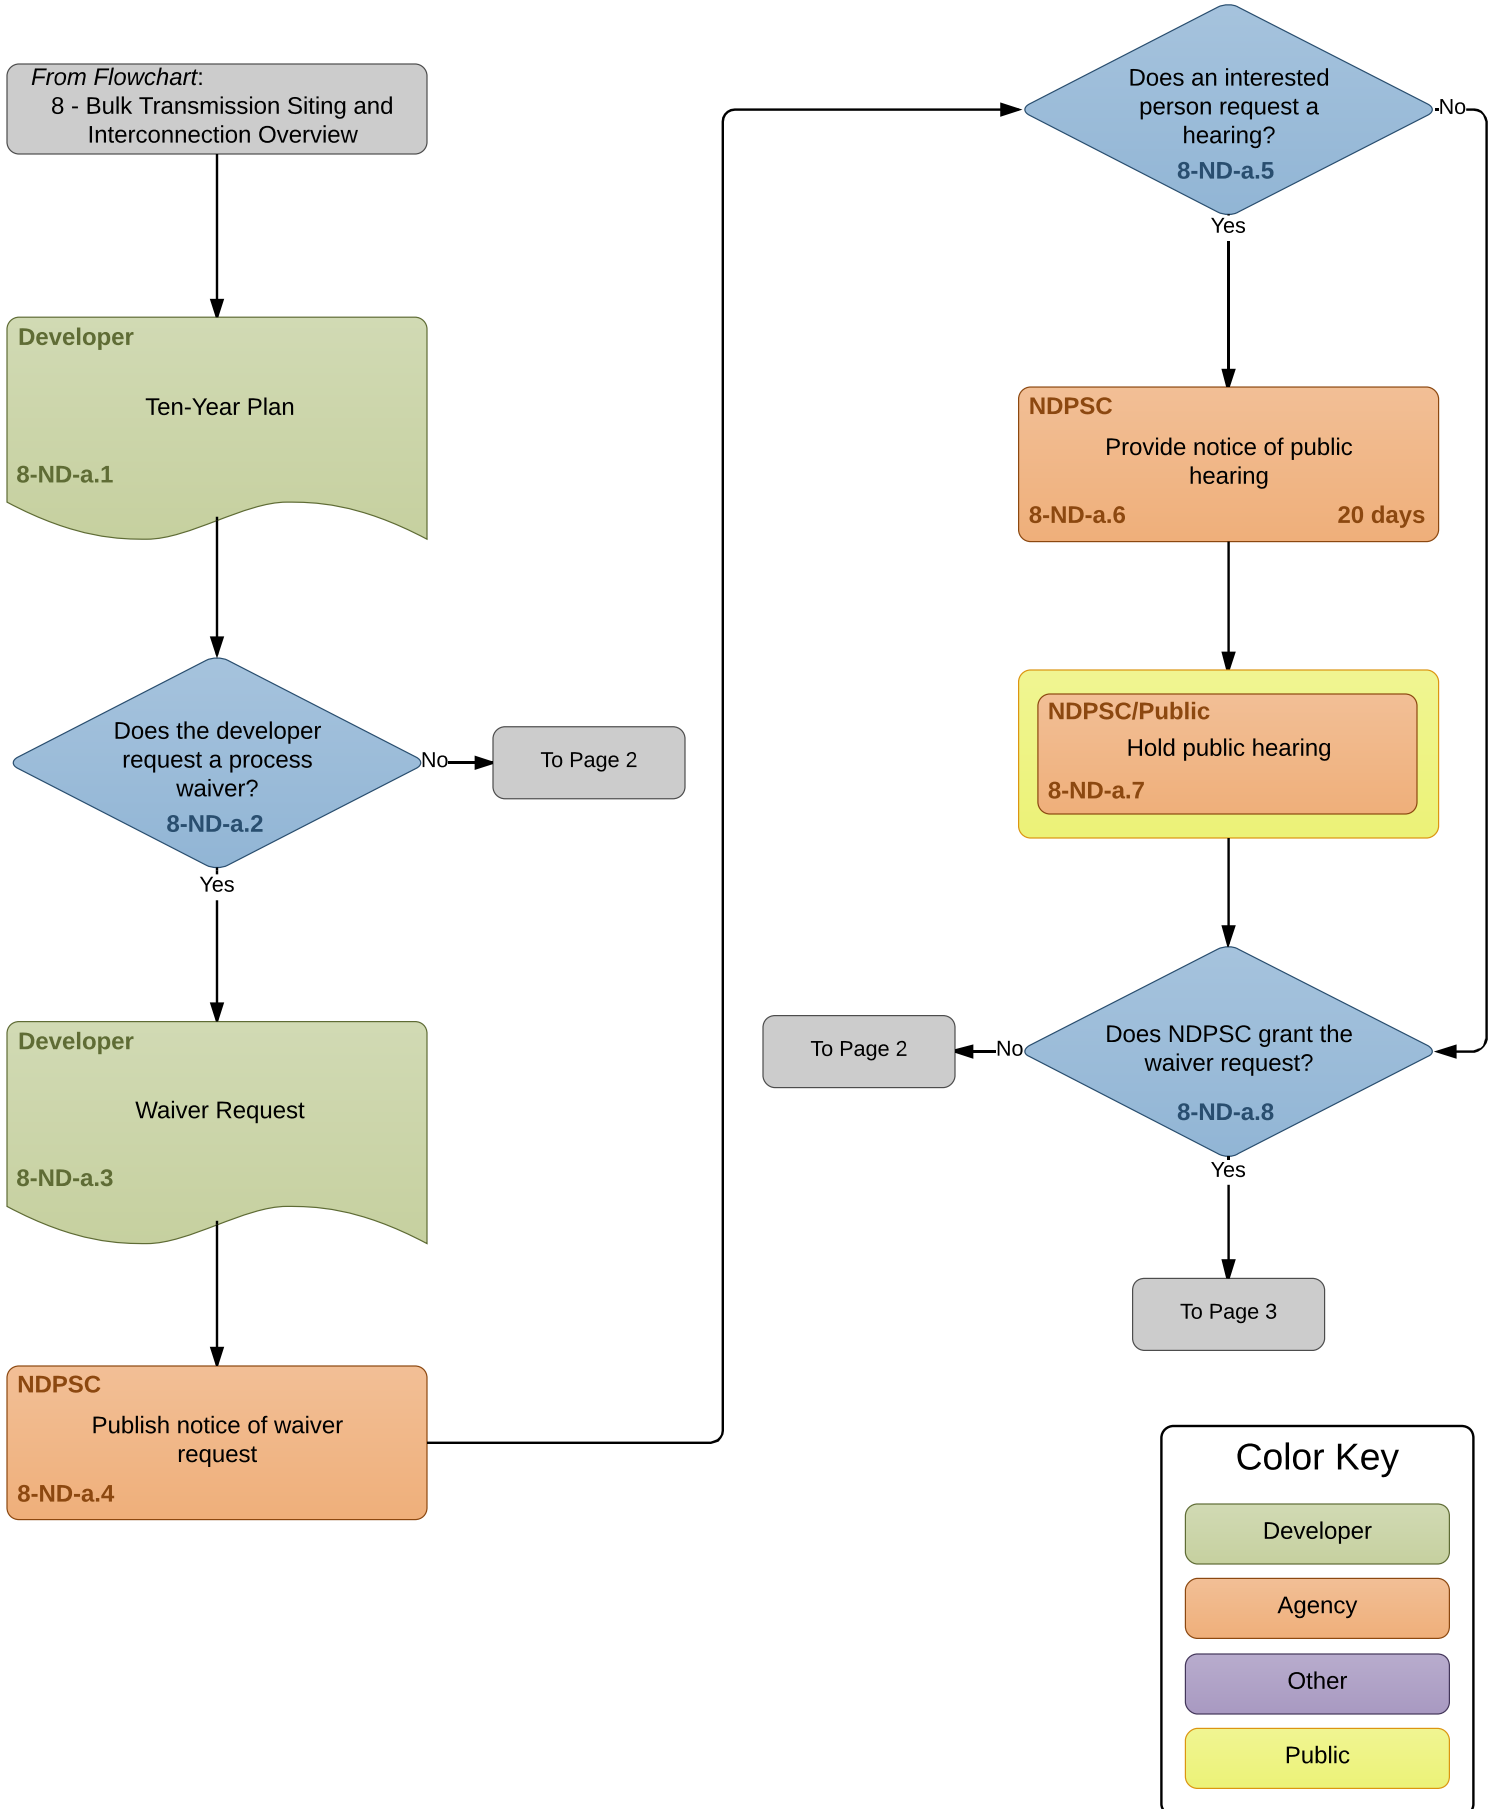 From Flowchart:
8 - Bulk Transmission Siting and
Interconnection Overview
Developer
Ten-Year Plan
8-ND-a.1
Does the developer
request a process
waiver?
8-ND-a.2
No
To Page 2
Yes
Developer
Waiver Request
8-ND-a.3
NDPSC
Publish notice of waiver
request
8-ND-a.4
Does an interested
person request a
hearing?
8-ND-a.5
No
Yes
NDPSC
Provide notice of public
hearing
8-ND-a.6 20 days
NDPSC/Public
Hold public hearing
8-ND-a.7
Does NDPSC grant the
waiver request?
8-ND-a.8
No
To Page 2
Yes
To Page 3
Color Key
Developer
Agency
Other
Public